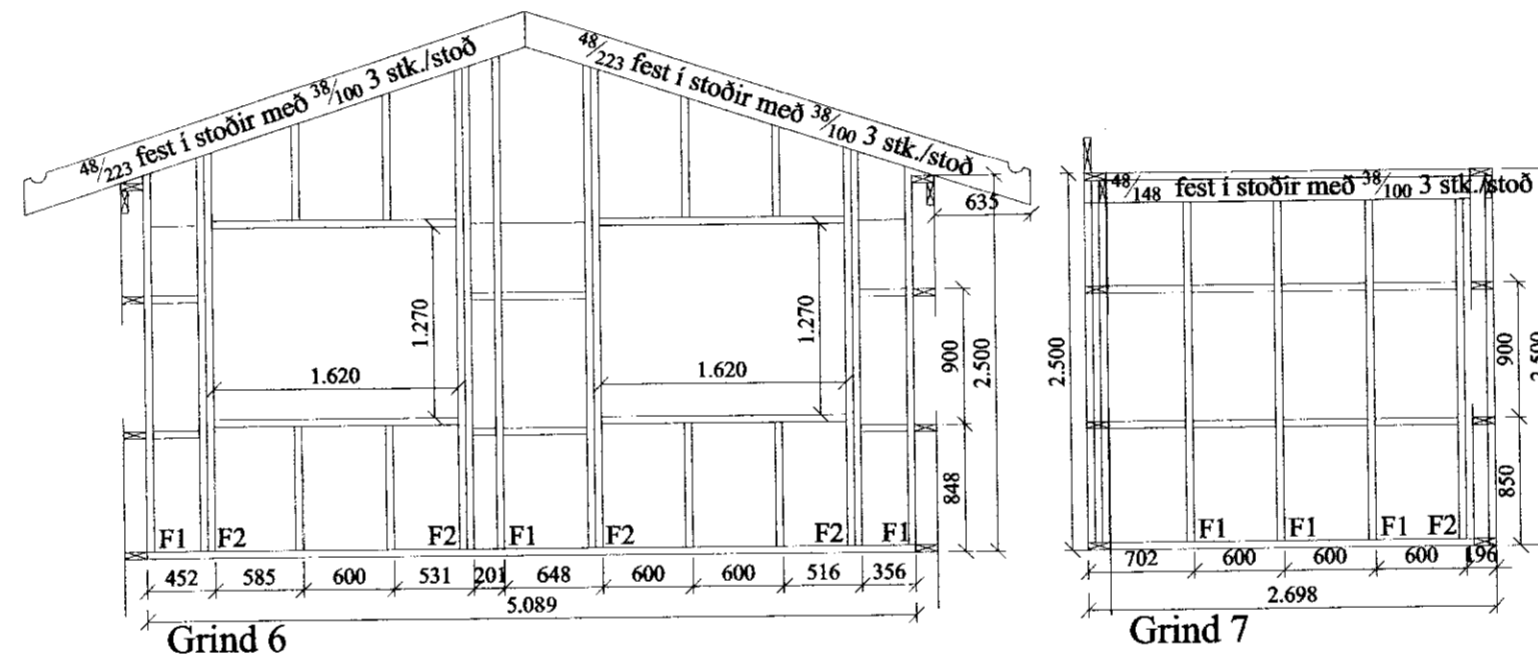 48/223 fest í stoðir með 38/100 3 stk./stoð
48/223 fest í stoðir með 38/100 3 stk./stoð
635
1.270
1.270
1.620
1.620
900
2.500
848
F1 F2 F2 F1 F2 F2 F1
452 585 600 531 201 648 600 600 516 356
5.089
Grind 6
48/148 fest í stoðir með 38/100 3 stk./stoð
2.500
900
2.500
850
F1 F1 F1 F2
702 600 600 600 196
2.698
Grind 7